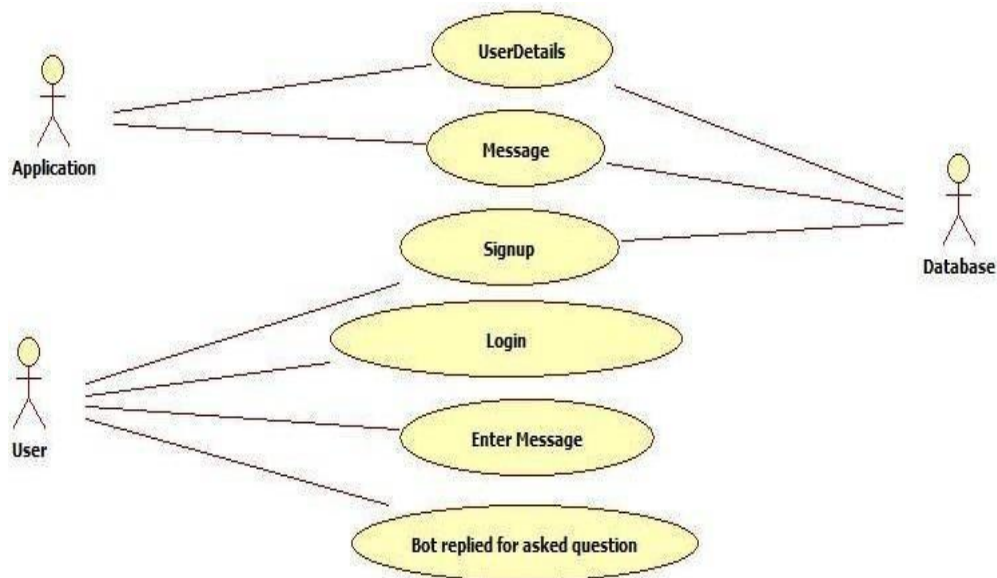 UserDetails
Message
Application
Signup
Database
Login
User
Enter Message
Bot replied for asked question